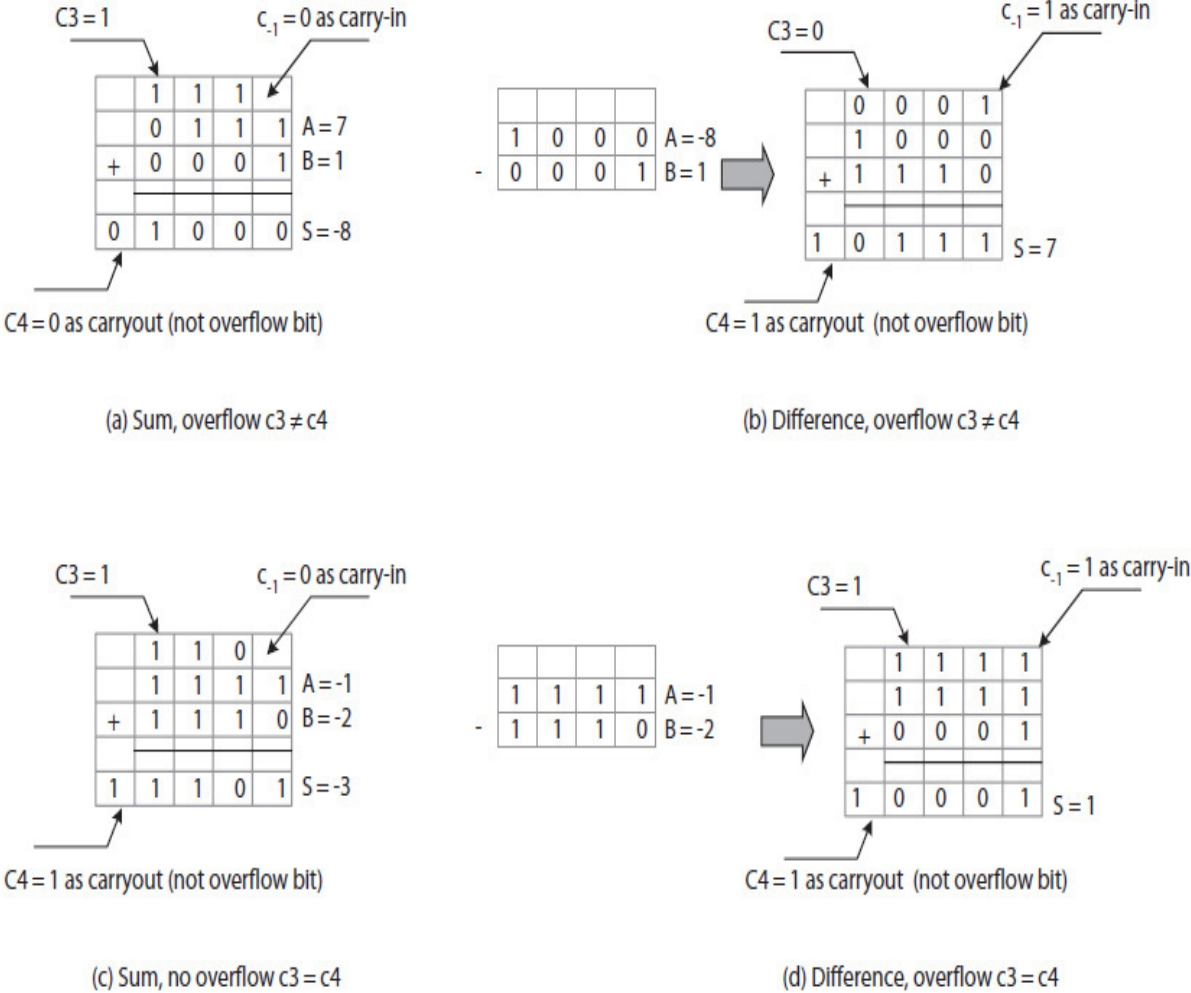 C3 = 1
c-1 = 0 as carry-in
1 1 1
0 1 1 1 A = 7
+ 0 0 0 1 B = 1
0 1 0 0 0 S = -8
C4 = 0 as carryout (not overflow bit)
(a) Sum, overflow c3 ≠ c4
1 0 0 0 A = -8
- 0 0 0 1 B = 1
C3 = 0
c-1 = 1 as carry-in
0 0 0 1
1 0 0 0
+ 1 1 1 0
1 0 1 1 1 S = 7
C4 = 1 as carryout (not overflow bit)
(b) Difference, overflow c3 ≠ c4
C3 = 1
c-1 = 0 as carry-in
1 1 0
1 1 1 1 A = -1
+ 1 1 1 0 B = -2
1 1 1 0 1 S = -3
C4 = 1 as carryout (not overflow bit)
(c) Sum, no overflow c3 = c4
1 1 1 1 A = -1
- 1 1 1 0 B = -2
C3 = 1
c-1 = 1 as carry-in
1 1 1 1
1 1 1 1
+ 0 0 0 1
1 0 0 0 1 S = 1
C4 = 1 as carryout (not overflow bit)
(d) Difference, overflow c3 = c4